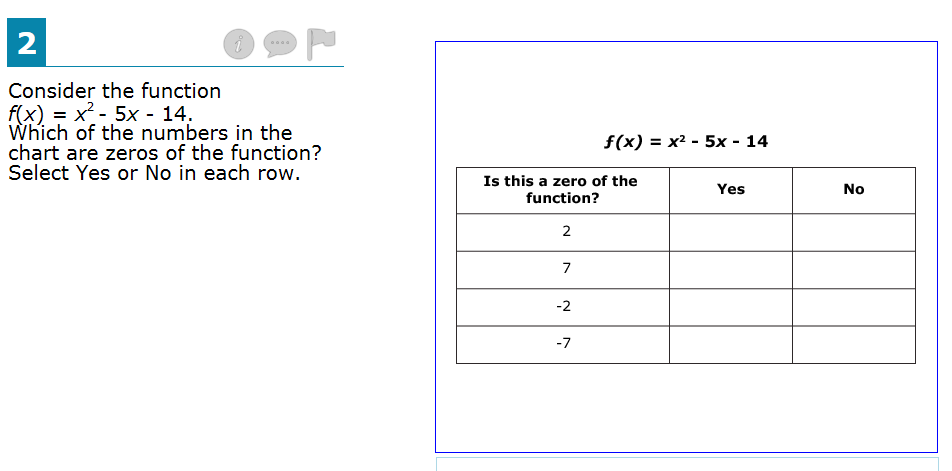 2
i
Consider the function
f(x) = x² - 5x - 14.
Which of the numbers in the
chart are zeros of the function?
Select Yes or No in each row.
f(x) = x² - 5x - 14
Is this a zero of the
function?
Yes
No
2
7
-2
-7